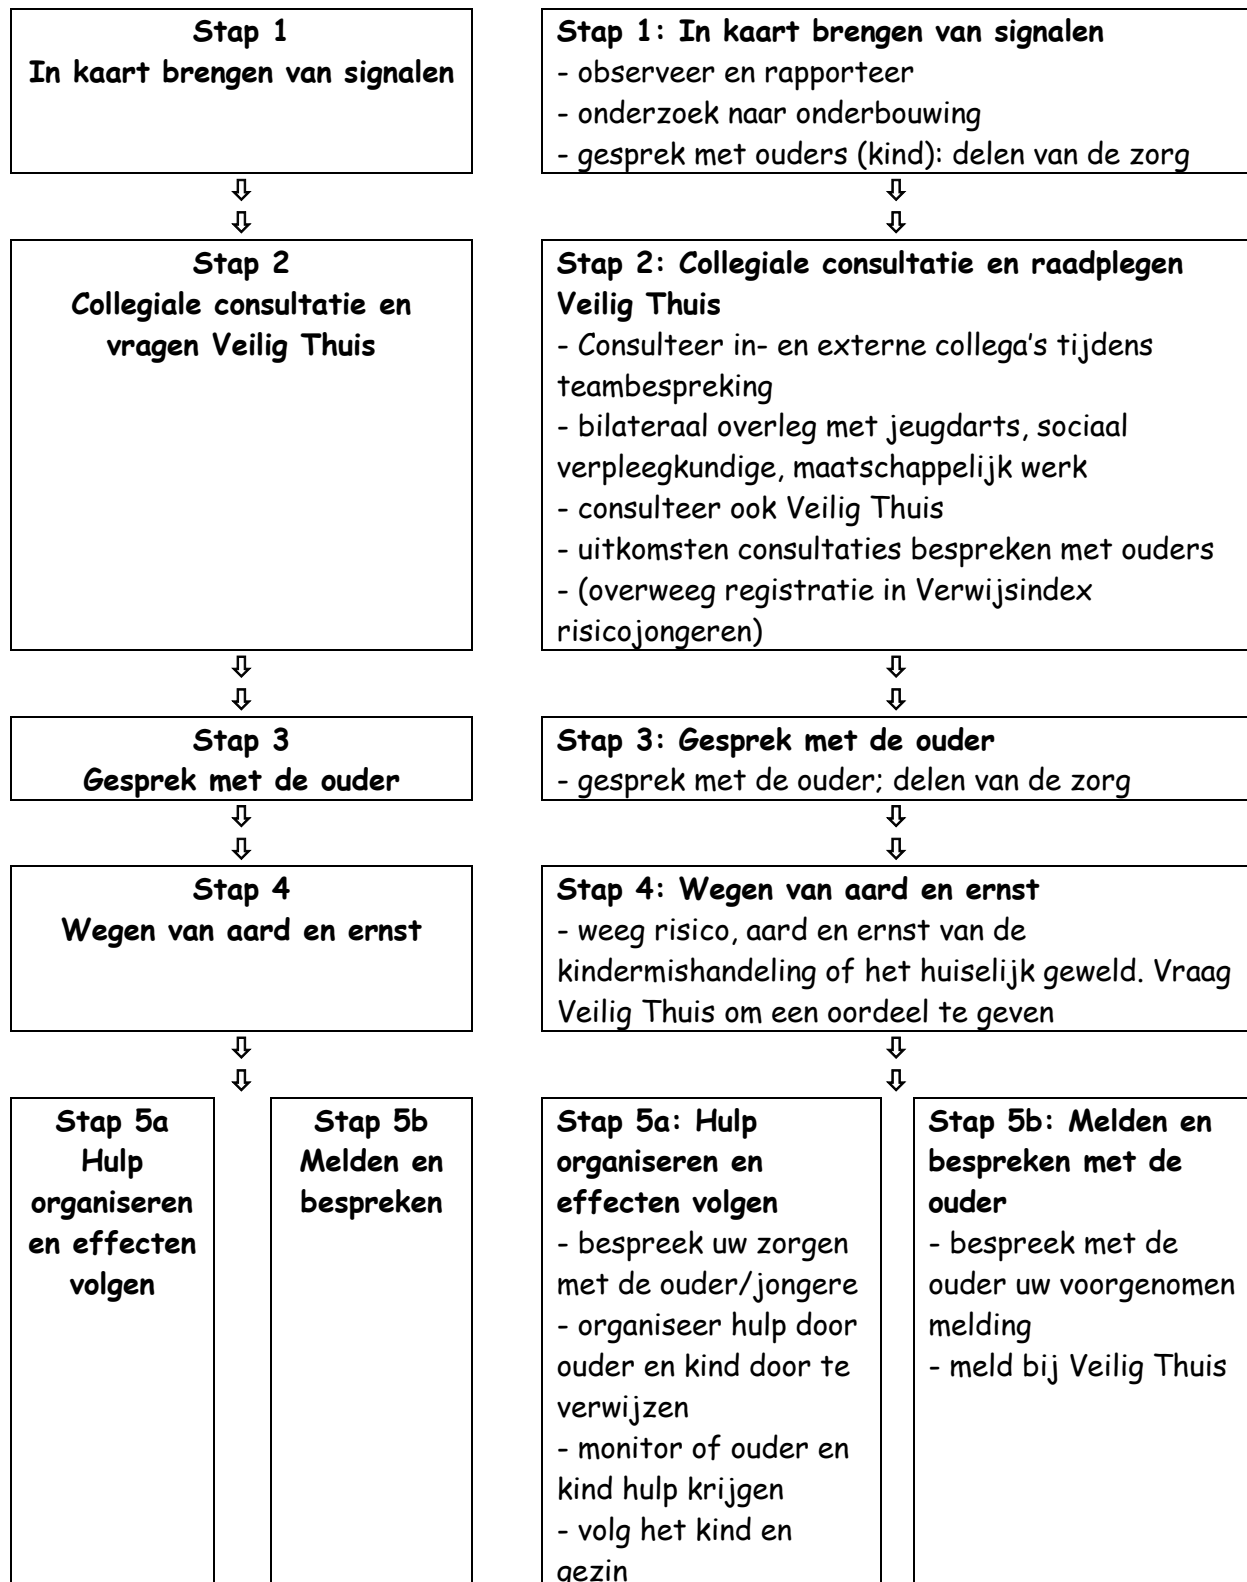 Stap 1
In kaart brengen van signalen
Stap 1: In kaart brengen van signalen
- observeer en rapporteer
- onderzoek naar onderbouwing
- gesprek met ouders (kind): delen van de zorg
⇩ ⇩
⇩ ⇩
Stap 2
Collegiale consultatie en
vragen Veilig Thuis
Stap 2: Collegiale consultatie en raadplegen
Veilig Thuis
- Consulteer in- en externe collega's tijdens
teambespreking
- bilateraal overleg met jeugdarts, sociaal
verpleegkundige, maatschappelijk werk
- consulteer ook Veilig Thuis
- uitkomsten consultaties bespreken met ouders
- (overweeg registratie in Verwijsindex
risicojongeren)
⇩ ⇩
⇩ ⇩
Stap 3
Gesprek met de ouder
Stap 3: Gesprek met de ouder
- gesprek met de ouder; delen van de zorg
⇩ ⇩
⇩ ⇩
Stap 4
Wegen van aard en ernst
Stap 4: Wegen van aard en ernst
- weeg risico, aard en ernst van de
kindermishandeling of het huiselijk geweld. Vraag
Veilig Thuis om een oordeel te geven
⇩ ⇩
⇩ ⇩
Stap 5a
Hulp
organiseren
en effecten
volgen
Stap 5b
Melden en
bespreken
Stap 5a: Hulp
organiseren en
effecten volgen
- bespreek uw zorgen
met de ouder/jongere
- organiseer hulp door
ouder en kind door te
verwijzen
- monitor of ouder en
kind hulp krijgen
- volg het kind en
gezin
Stap 5b: Melden en
bespreken met de
ouder
- bespreek met de
ouder uw voorgenomen
melding
- meld bij Veilig Thuis